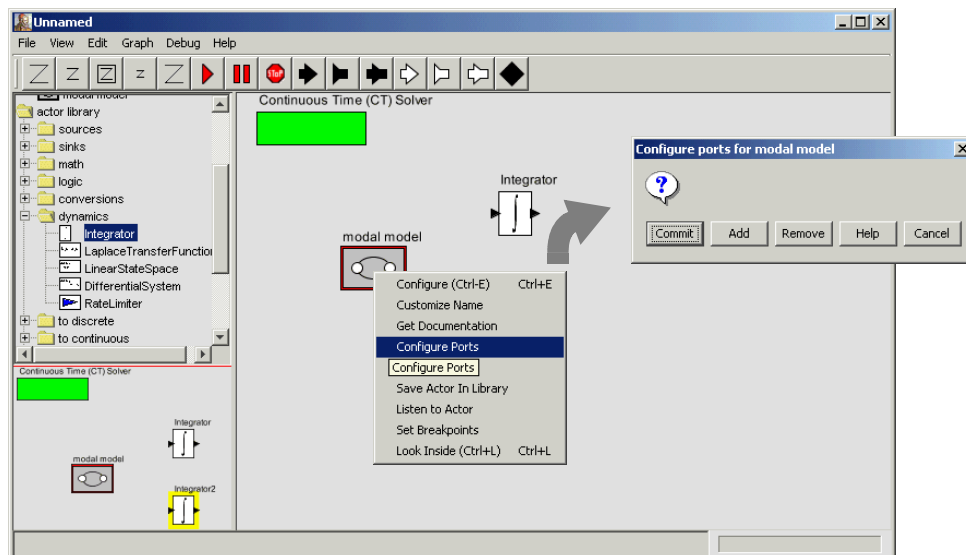 Unnamed
File View Edit Graph Debug Help
Z Z Z z Z STOP
modal model
actor library
sources
sinks
math
logic
conversions
dynamics
Integrator
LaplaceTransferFunction
LinearStateSpace
DifferentialSystem
RateLimiter
to discrete
to continuous
Continuous Time (CT) Solver
Integrator
modal model
Integrator2
Continuous Time (CT) Solver
Integrator
modal model
Configure (Ctrl-E) Ctrl+E
Customize Name
Get Documentation
Configure Ports
Configure Ports
Save Actor In Library
Listen to Actor
Set Breakpoints
Look Inside (Ctrl+L) Ctrl+L
Configure ports for modal model
?
Commit Add Remove Help Cancel